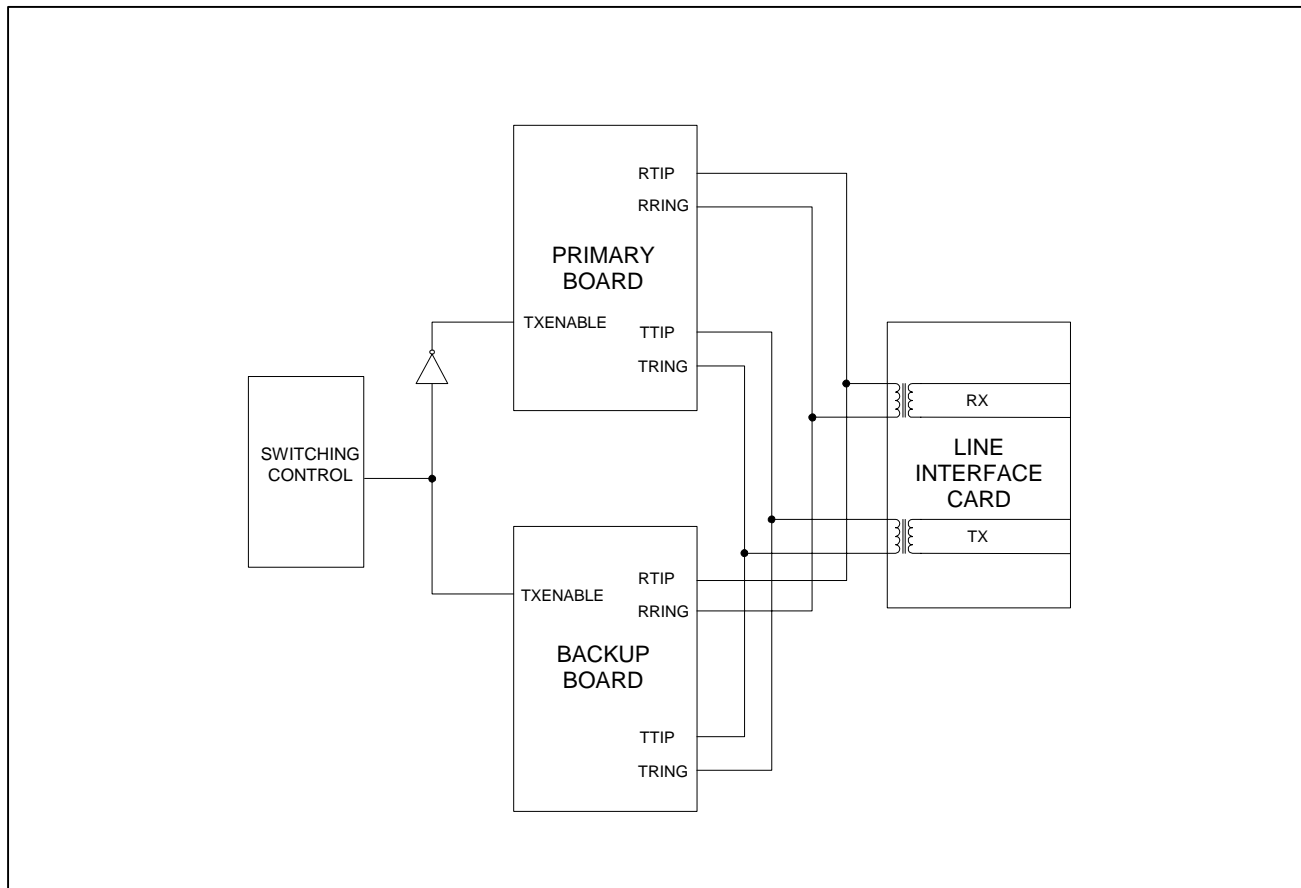 RTIP
RRING
PRIMARY
BOARD
TXENABLE
TTIP
TRING
SWITCHING
CONTROL
RX
LINE
INTERFACE
CARD
TX
RTIP
TXENABLE
RRING
BACKUP
BOARD
TTIP
TRING